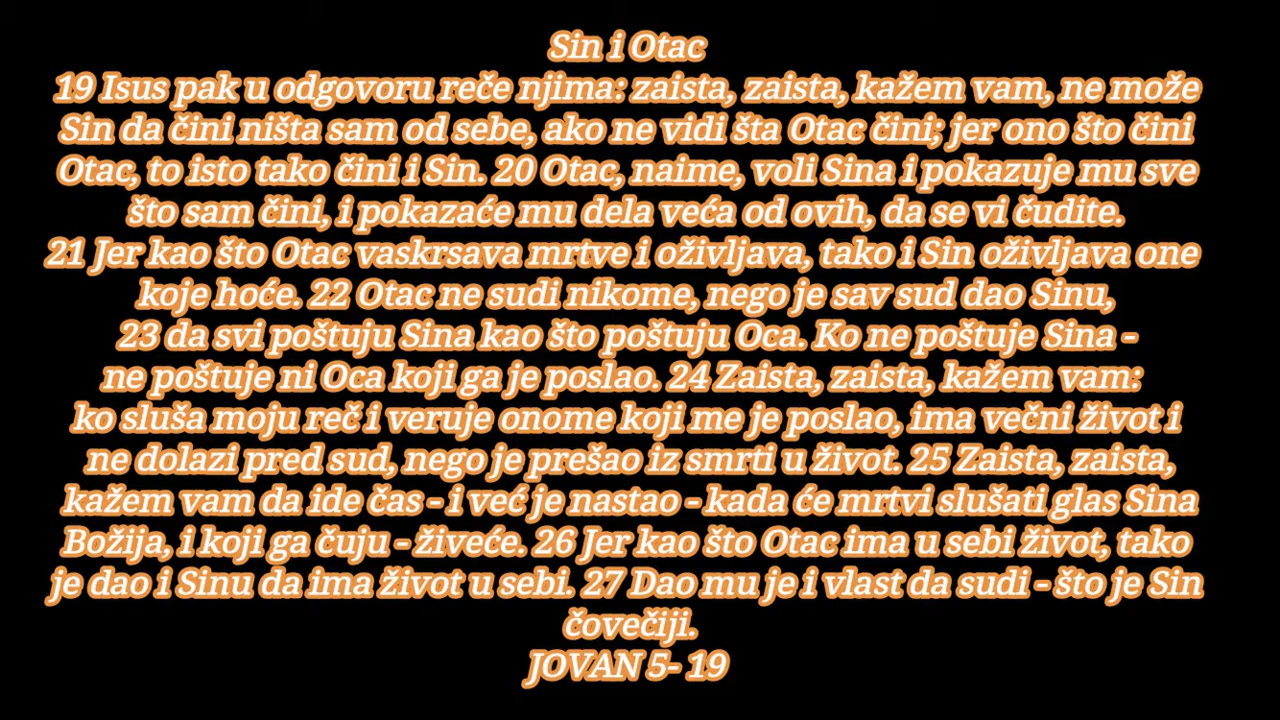 Sin i Otac
19 Isus pak u odgovoru reče njima: zaista, zaista, kažem vam, ne može
Sin da čini ništa sam od sebe, ako ne vidi šta Otac čini; jer ono što čini
Otac, to isto tako čini i Sin. 20 Otac, naime, voli Sina i pokazuje mu sve
što sam čini, i pokazaće mu dela veća od ovih, da se vi čudite.
21 Jer kao što Otac vaskrsava mrtve i oživljava, tako i Sin oživljava one
koje hoće. 22 Otac ne sudi nikome, nego je sav sud dao Sinu,
23 da svi poštuju Sina kao što poštuju Oca. Ko ne poštuje Sina -
ne poštuje ni Oca koji ga je poslao. 24 Zaista, zaista, kažem vam:
ko sluša moju reč i veruje onome koji me je poslao, ima večni život i
ne dolazi pred sud, nego je prešao iz smrti u život. 25 Zaista, zaista,
kažem vam da ide čas - i već je nastao - kada će mrtvi slušati glas Sina
Božija, i koji ga čuju - živeće. 26 Jer kao što Otac ima u sebi život, tako
je dao i Sinu da ima život u sebi. 27 Dao mu je i vlast da sudi - što je Sin
čovečiji.
JOVAN 5- 19